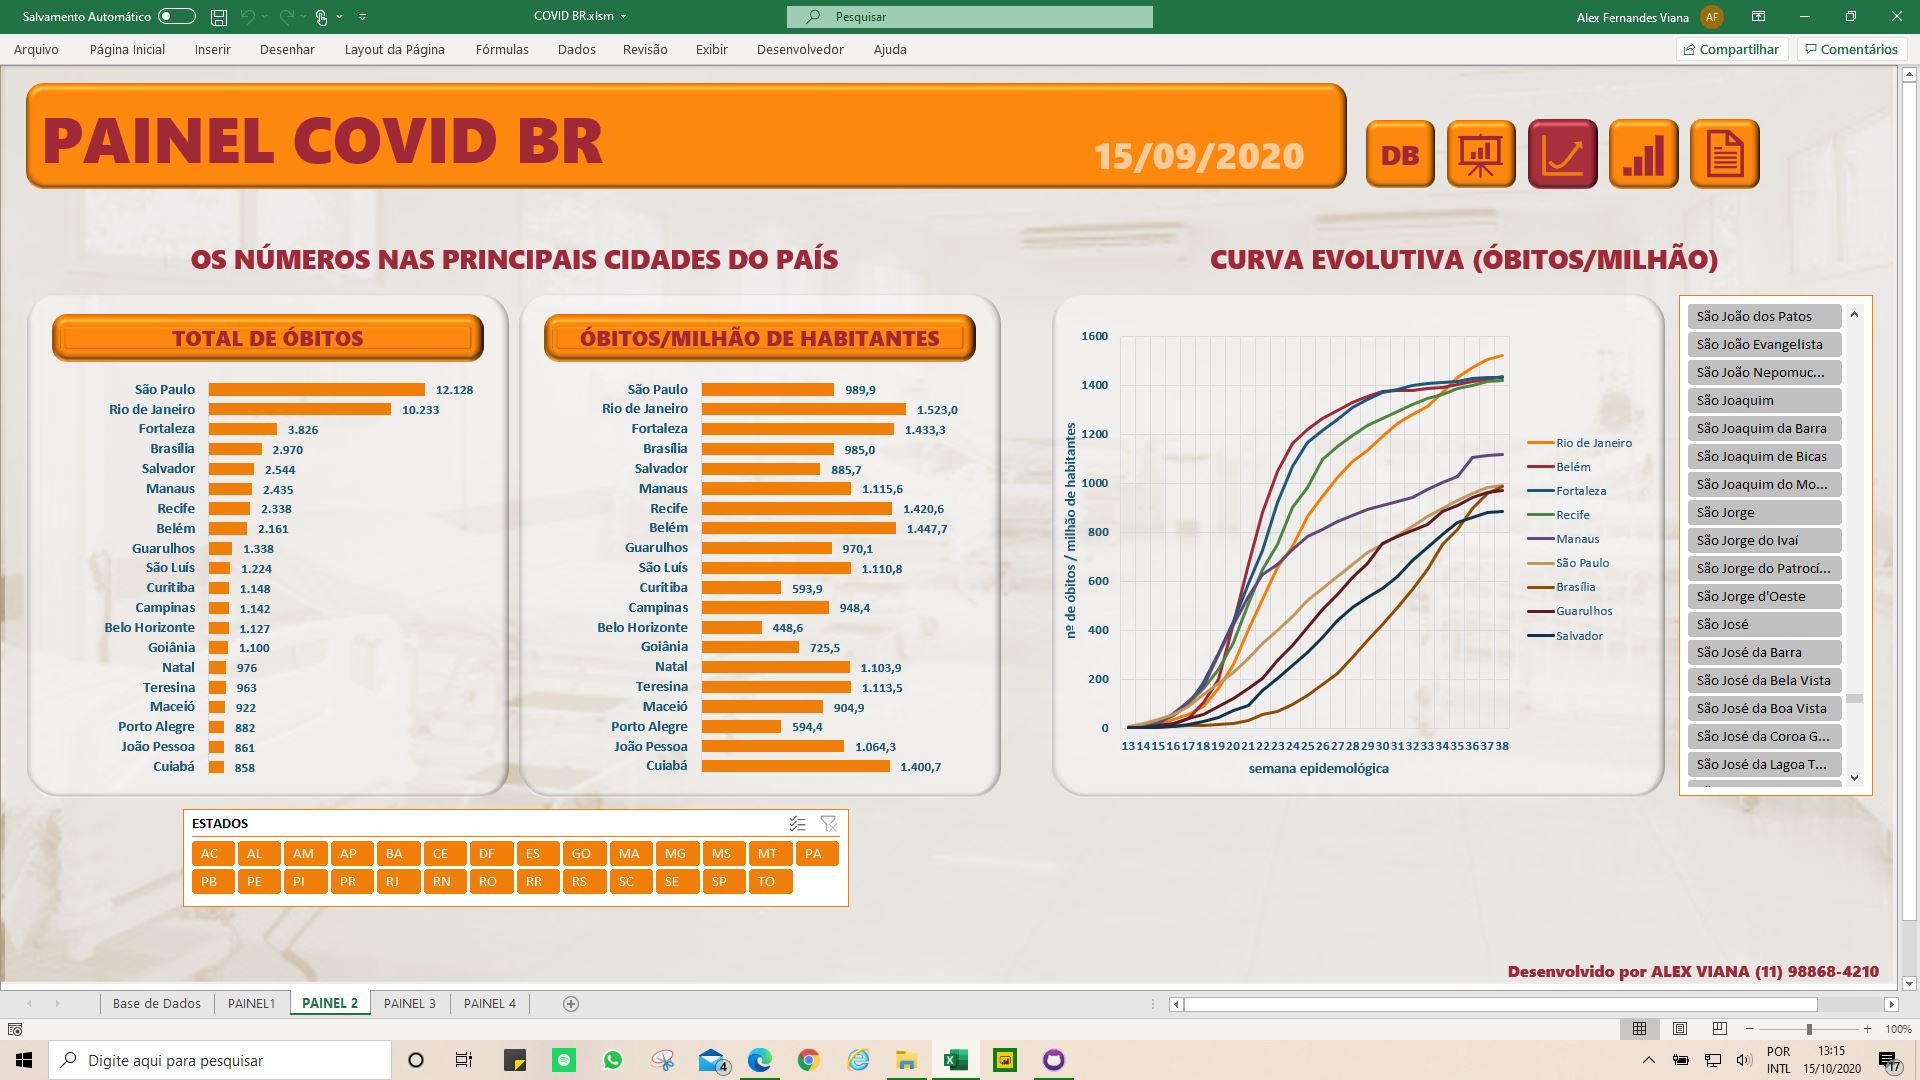 Salvamento Automático
COVID BR.xlsm
Pesquisar
Alex Fernandes Viana
AF
Arquivo
Página Inicial
Inserir
Desenhar
Layout da Página
Fórmulas
Dados
Revisão
Exibir
Desenvolvedor
Ajuda
Compartilhar
Comentários
PAINEL COVID BR
15/09/2020
DB
OS NÚMEROS NAS PRINCIPAIS CIDADES DO PAÍS
TOTAL DE ÓBITOS
São Paulo 12.128
Rio de Janeiro 10.233
Fortaleza 3.826
Brasília 2.970
Salvador 2.544
Manaus 2.435
Recife 2.338
Belém 2.161
Guarulhos 1.338
São Luís 1.224
Curitiba 1.148
Campinas 1.142
Belo Horizonte 1.127
Goiânia 1.100
Natal 976
Teresina 963
Maceió 922
Porto Alegre 882
João Pessoa 861
Cuiabá 858
ÓBITOS/MILHÃO DE HABITANTES
São Paulo 989,9
Rio de Janeiro 1.523,0
Fortaleza 1.433,3
Brasília 985,0
Salvador 885,7
Manaus 1.115,6
Recife 1.420,6
Belém 1.447,7
Guarulhos 970,1
São Luís 1.110,8
Curitiba 593,9
Campinas 948,4
Belo Horizonte 448,6
Goiânia 725,5
Natal 1.103,9
Teresina 1.113,5
Maceió 904,9
Porto Alegre 594,4
João Pessoa 1.064,3
Cuiabá 1.400,7
CURVA EVOLUTIVA (ÓBITOS/MILHÃO)
nº de óbitos / milhão de habitantes
1600
1400
1200
1000
800
600
400
200
0
13 14 15 16 17 18 19 20 21 22 23 24 25 26 27 28 29 30 31 32 33 34 35 36 37 38
semana epidemológica
Rio de Janeiro
Belém
Fortaleza
Recife
Manaus
São Paulo
Brasília
Guarulhos
Salvador
São João dos Patos
São João Evangelista
São João Nepomuc...
São Joaquim
São Joaquim da Barra
São Joaquim de Bicas
São Joaquim do Mo...
São Jorge
São Jorge do Ivaí
São Jorge do Patrocí...
São Jorge d'Oeste
São José
São José da Barra
São José da Bela Vista
São José da Boa Vista
São José da Coroa G...
São José da Lagoa T...
ESTADOS
AC AL AM AP BA CE DF ES GO MA MG MS MT PA
PB PE PI PR RJ RN RO RR RS SC SE SP TO
Desenvolvido por ALEX VIANA (11) 98868-4210
Base de Dados
PAINEL1
PAINEL 2
PAINEL 3
PAINEL 4
100%
Digite aqui para pesquisar
4
POR
INTL
13:15
15/10/2020
17